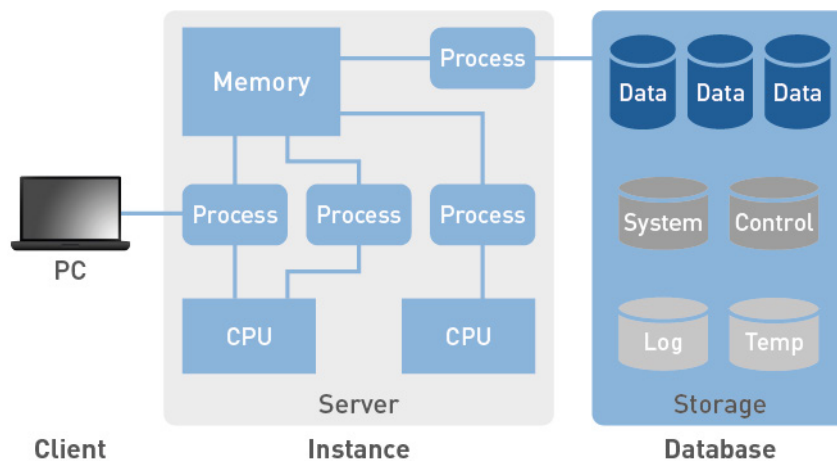 Memory
Process
Data
Data
Data
Process
Process
Process
System
Control
PC
CPU
CPU
Log
Temp
Server
Storage
Client
Instance
Database